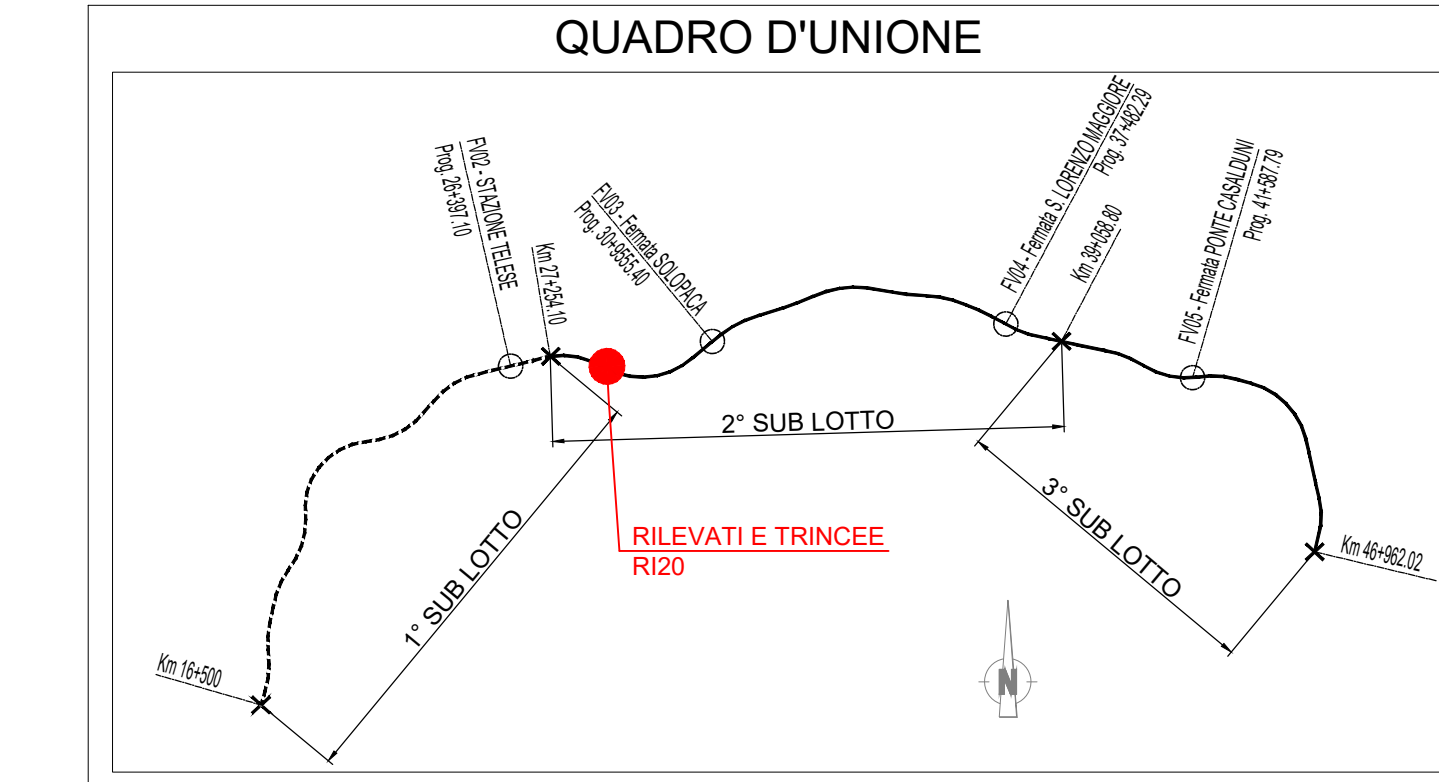 QUADRO D'UNIONE
FV02 - STAZIONE TELESE
Prog. 26+397.10
Km 27+254.10
FV03 - Fermata SOLOPACA
Prog. 30+9555.40
FV04 - Fermata S. LORENZO MAGGIORE
Prog. 37+482.29
Km 39+058.80
FV05 - Fermata PONTE CASALDUNI
Prog. 41+587.79
2° SUB LOTTO
1° SUB LOTTO
3° SUB LOTTO
RILEVATI E TRINCEE
RI20
Km 46+962.02
Km 16+500
N